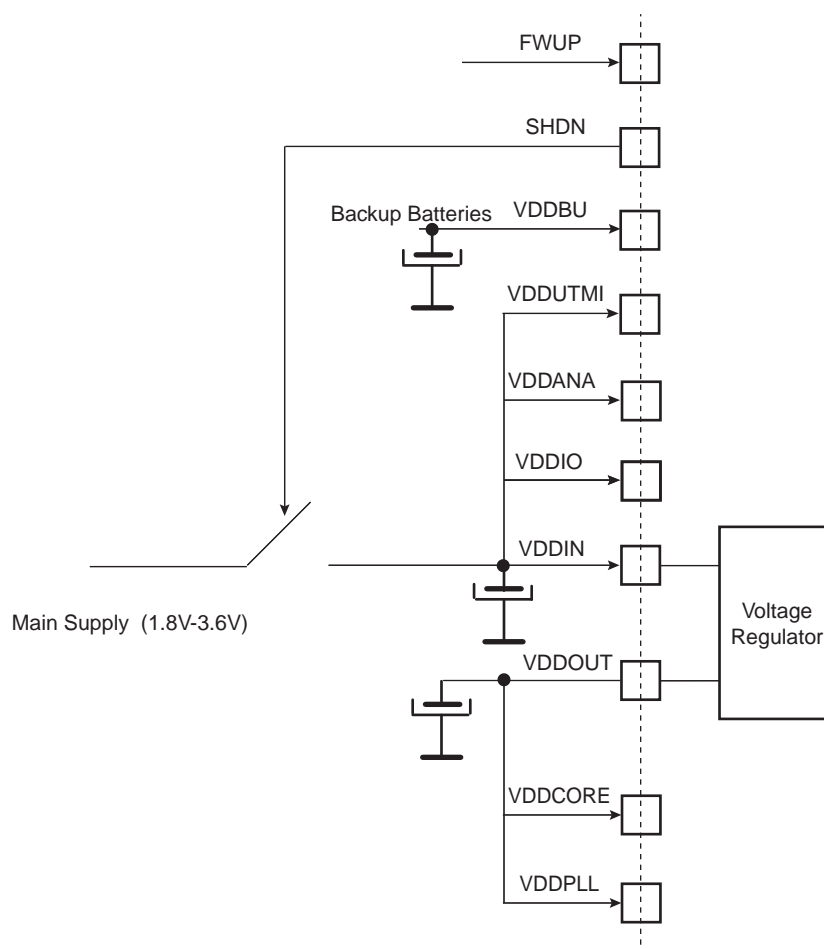 FWUP
SHDN
Backup Batteries
VDDBU
VDDUTMI
VDDANA
VDDIO
VDDIN
Main Supply (1.8V-3.6V)
Voltage
Regulator
VDDOUT
VDDCORE
VDDPLL